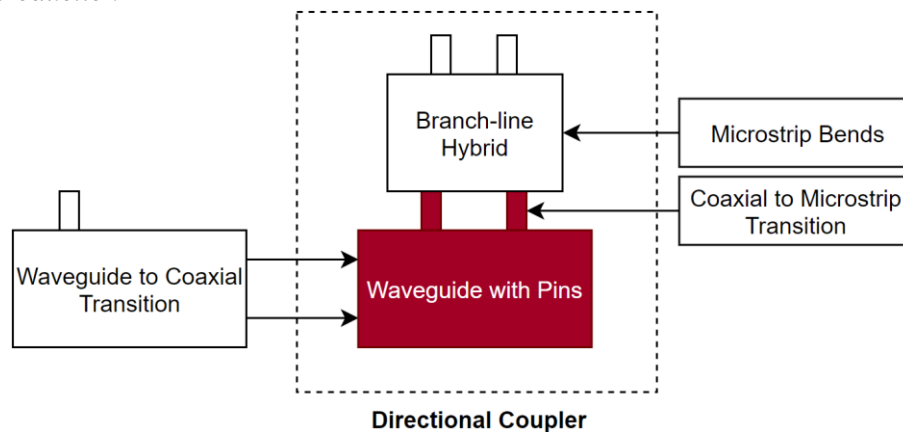 Branch-line
Hybrid
Microstrip Bends
Coaxial to Microstrip
Transition
Waveguide to Coaxial
Transition
Waveguide with Pins
Directional Coupler